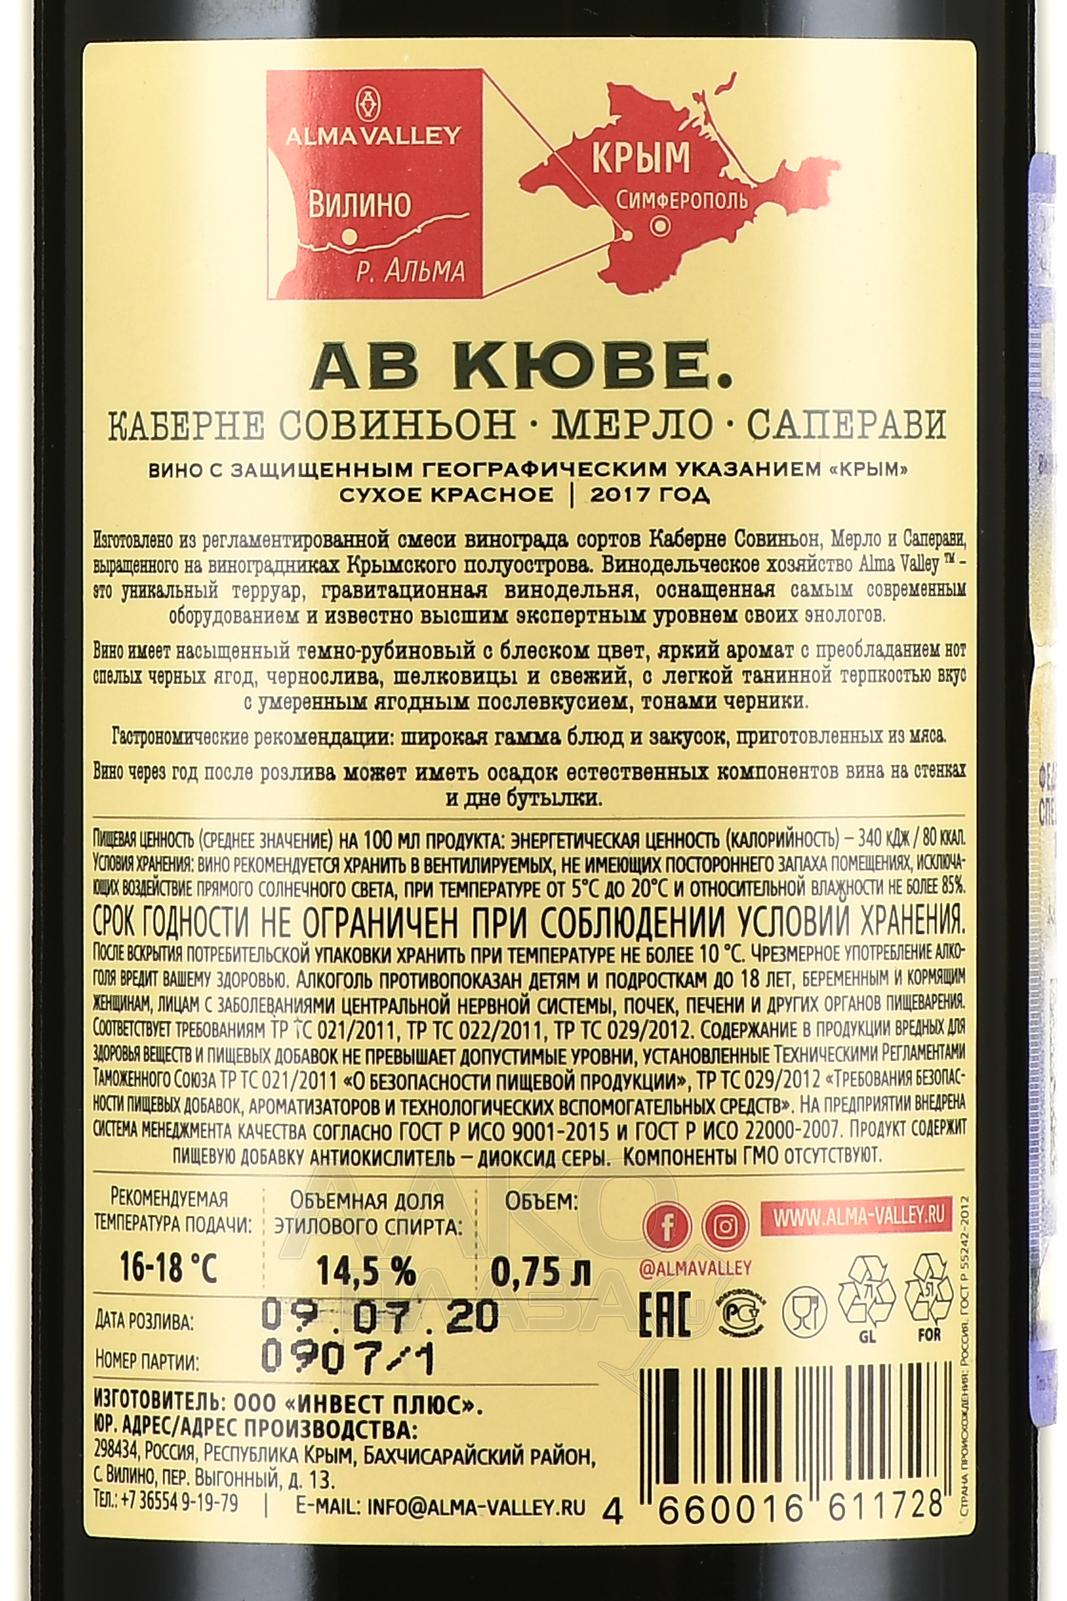 ALMA VALLEY
ВИЛИНО
Р. АЛЬМА
КРЫМ
СИМФЕРОПОЛЬ
АВ КЮВЕ.
КАБЕРНЕ СОВИНЬОН · МЕРЛО · САПЕРАВИ
ВИНО С ЗАЩИЩЕННЫМ ГЕОГРАФИЧЕСКИМ УКАЗАНИЕМ «КРЫМ»
СУХОЕ КРАСНОЕ | 2017 ГОД
Изготовлено из регламентированной смеси винограда сортов Каберне Совиньон, Мерло и Саперави,
выращенного на виноградниках Крымского полуострова. Винодельческое хозяйство Alma Valley ™ –
это уникальный терруар, гравитационная винодельня, оснащенная самым современным
оборудованием и известно высшим экспертным уровнем своих энологов.
Вино имеет насыщенный темно-рубиновый с блеском цвет, яркий аромат с преобладанием нот
спелых черных ягод, чернослива, шелковицы и свежий, с легкой танинной терпкостью вкус
с умеренным ягодным послевкусием, тонами черники.
Гастрономические рекомендации: широкая гамма блюд и закусок, приготовленных из мяса.
Вино через год после розлива может иметь осадок естественных компонентов вина на стенках
и дне бутылки.
ПИЩЕВАЯ ЦЕННОСТЬ (СРЕДНЕЕ ЗНАЧЕНИЕ) НА 100 МЛ ПРОДУКТА: ЭНЕРГЕТИЧЕСКАЯ ЦЕННОСТЬ (КАЛОРИЙНОСТЬ) – 340 КДЖ / 80 ККАЛ.
УСЛОВИЯ ХРАНЕНИЯ: ВИНО РЕКОМЕНДУЕТСЯ ХРАНИТЬ В ВЕНТИЛИРУЕМЫХ, НЕ ИМЕЮЩИХ ПОСТОРОННЕГО ЗАПАХА ПОМЕЩЕНИЯХ, ИСКЛЮЧА-
ЮЩИХ ВОЗДЕЙСТВИЕ ПРЯМОГО СОЛНЕЧНОГО СВЕТА, ПРИ ТЕМПЕРАТУРЕ ОТ 5°С ДО 20°С И ОТНОСИТЕЛЬНОЙ ВЛАЖНОСТИ НЕ БОЛЕЕ 85%.
СРОК ГОДНОСТИ НЕ ОГРАНИЧЕН ПРИ СОБЛЮДЕНИИ УСЛОВИЙ ХРАНЕНИЯ.
ПОСЛЕ ВСКРЫТИЯ ПОТРЕБИТЕЛЬСКОЙ УПАКОВКИ ХРАНИТЬ ПРИ ТЕМПЕРАТУРЕ НЕ БОЛЕЕ 10 °С. ЧРЕЗМЕРНОЕ УПОТРЕБЛЕНИЕ АЛКО-
ГОЛЯ ВРЕДИТ ВАШЕМУ ЗДОРОВЬЮ. АЛКОГОЛЬ ПРОТИВОПОКАЗАН ДЕТЯМ И ПОДРОСТКАМ ДО 18 ЛЕТ, БЕРЕМЕННЫМ И КОРМЯЩИМ
ЖЕНЩИНАМ, ЛИЦАМ С ЗАБОЛЕВАНИЯМИ ЦЕНТРАЛЬНОЙ НЕРВНОЙ СИСТЕМЫ, ПОЧЕК, ПЕЧЕНИ И ДРУГИХ ОРГАНОВ ПИЩЕВАРЕНИЯ.
СООТВЕТСТВУЕТ ТРЕБОВАНИЯМ ТР ТС 021/2011, ТР ТС 022/2011, ТР ТС 029/2012. СОДЕРЖАНИЕ В ПРОДУКЦИИ ВРЕДНЫХ ДЛЯ
ЗДОРОВЬЯ ВЕЩЕСТВ И ПИЩЕВЫХ ДОБАВОК НЕ ПРЕВЫШАЕТ ДОПУСТИМЫЕ УРОВНИ, УСТАНОВЛЕННЫЕ ТЕХНИЧЕСКИМИ РЕГЛАМЕНТАМИ
ТАМОЖЕННОГО СОЮЗА ТР ТС 021/2011 «О БЕЗОПАСНОСТИ ПИЩЕВОЙ ПРОДУКЦИИ», ТР ТС 029/2012 «ТРЕБОВАНИЯ БЕЗОПАС-
НОСТИ ПИЩЕВЫХ ДОБАВОК, АРОМАТИЗАТОРОВ И ТЕХНОЛОГИЧЕСКИХ ВСПОМОГАТЕЛЬНЫХ СРЕДСТВ». НА ПРЕДПРИЯТИИ ВНЕДРЕНА
СИСТЕМА МЕНЕДЖМЕНТА КАЧЕСТВА СОГЛАСНО ГОСТ Р ИСО 9001-2015 И ГОСТ Р ИСО 22000-2007. ПРОДУКТ СОДЕРЖИТ
ПИЩЕВУЮ ДОБАВКУ АНТИОКИСЛИТЕЛЬ – ДИОКСИД СЕРЫ. КОМПОНЕНТЫ ГМО ОТСУТСТВУЮТ.
РЕКОМЕНДУЕМАЯ
ТЕМПЕРАТУРА ПОДАЧИ:
16-18 °С
ОБЪЕМНАЯ ДОЛЯ
ЭТИЛОВОГО СПИРТА:
14,5 %
ОБЪЕМ:
0,75 л
WWW.ALMA-VALLEY.RU
@ALMAVALLEY
ДАТА РОЗЛИВА: 09.07.20
НОМЕР ПАРТИИ: 0907/1
EAC
ДОБРОВОЛЬНАЯ
СЕРТИФИКАЦИЯ
71
GL
51
FOR
ИЗГОТОВИТЕЛЬ: ООО «ИНВЕСТ ПЛЮС».
ЮР. АДРЕС/АДРЕС ПРОИЗВОДСТВА:
298434, РОССИЯ, РЕСПУБЛИКА КРЫМ, БАХЧИСАРАЙСКИЙ РАЙОН,
С. ВИЛИНО, ПЕР. ВЫГОННЫЙ, Д. 13.
ТЕЛ.: +7 36554 9-19-79 | E-MAIL: INFO@ALMA-VALLEY.RU
4 660016 611728
СТРАНА ПРОИСХОЖДЕНИЯ: РОССИЯ. ГОСТ Р 55242-2012